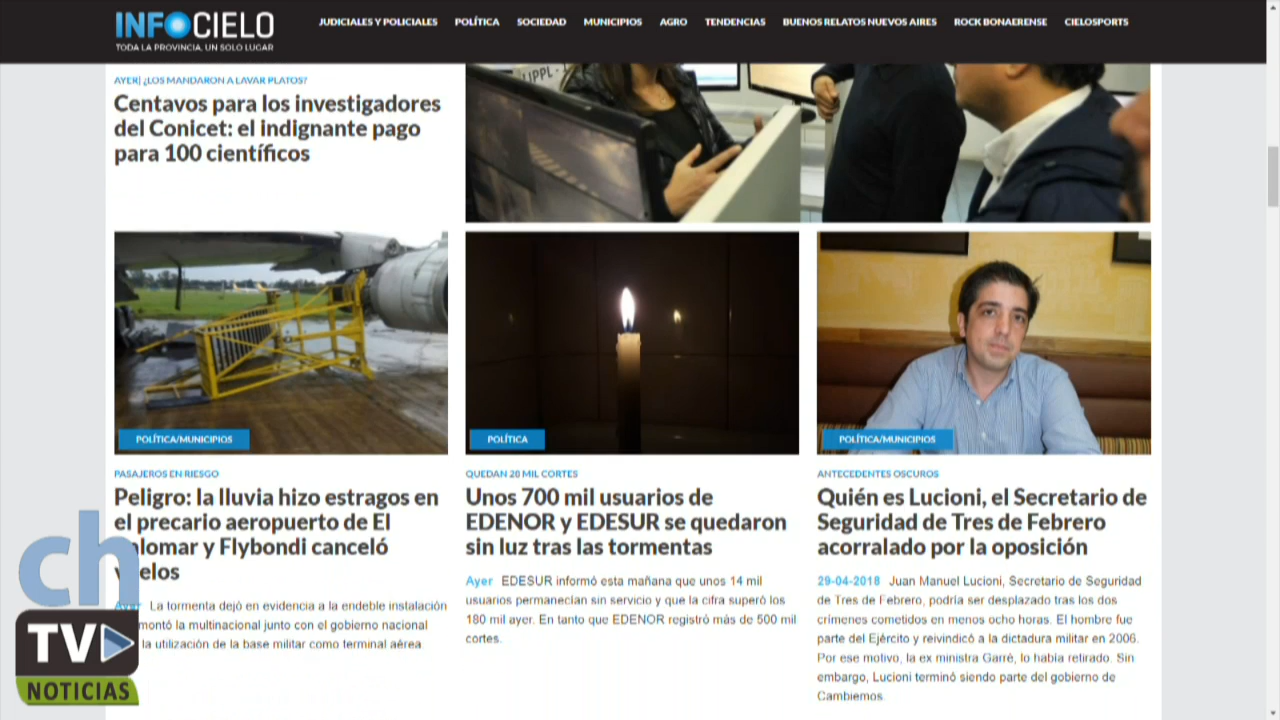 INFOCIELO
TODA LA PROVINCIA, UN SOLO LUGAR
JUDICIALES Y POLICIALES POLÍTICA SOCIEDAD MUNICIPIOS AGRO TENDENCIAS BUENOS RELATOS NUEVOS AIRES ROCK BONAERENSE CIELOSPORTS
AYER| ¿LOS MANDARON A LAVAR PLATOS?
Centavos para los investigadores
del Conicet: el indignante pago
para 100 científicos
UPPL - 1
POLÍTICA/MUNICIPIOS
PASAJEROS EN RIESGO
Peligro: la lluvia hizo estragos en
el precario aeropuerto de El
Palomar y Flybondi canceló
vuelos
Ayer La tormenta dejó en evidencia a la endeble instalación
montó la multinacional junto con el gobierno nacional
la utilización de la base militar como terminal aérea
POLÍTICA
QUEDAN 20 MIL CORTES
Unos 700 mil usuarios de
EDENOR y EDESUR se quedaron
sin luz tras las tormentas
Ayer EDESUR informó esta mañana que unos 14 mil
usuarios permanecían sin servicio y que la cifra superó los
180 mil ayer. En tanto que EDENOR registró más de 500 mil
cortes.
POLÍTICA/MUNICIPIOS
ANTECEDENTES OSCUROS
Quién es Lucioni, el Secretario de
Seguridad de Tres de Febrero
acorralado por la oposición
29-04-2018 Juan Manuel Lucioni, Secretario de Seguridad
de Tres de Febrero, podría ser desplazado tras los dos
crímenes cometidos en menos ocho horas. El hombre fue
parte del Ejército y reivindicó a la dictadura militar en 2006.
Por ese motivo, la ex ministra Garré, lo había retirado. Sin
embargo, Lucioni terminó siendo parte del gobierno de
Cambiemos
ch
TV
NOTICIAS